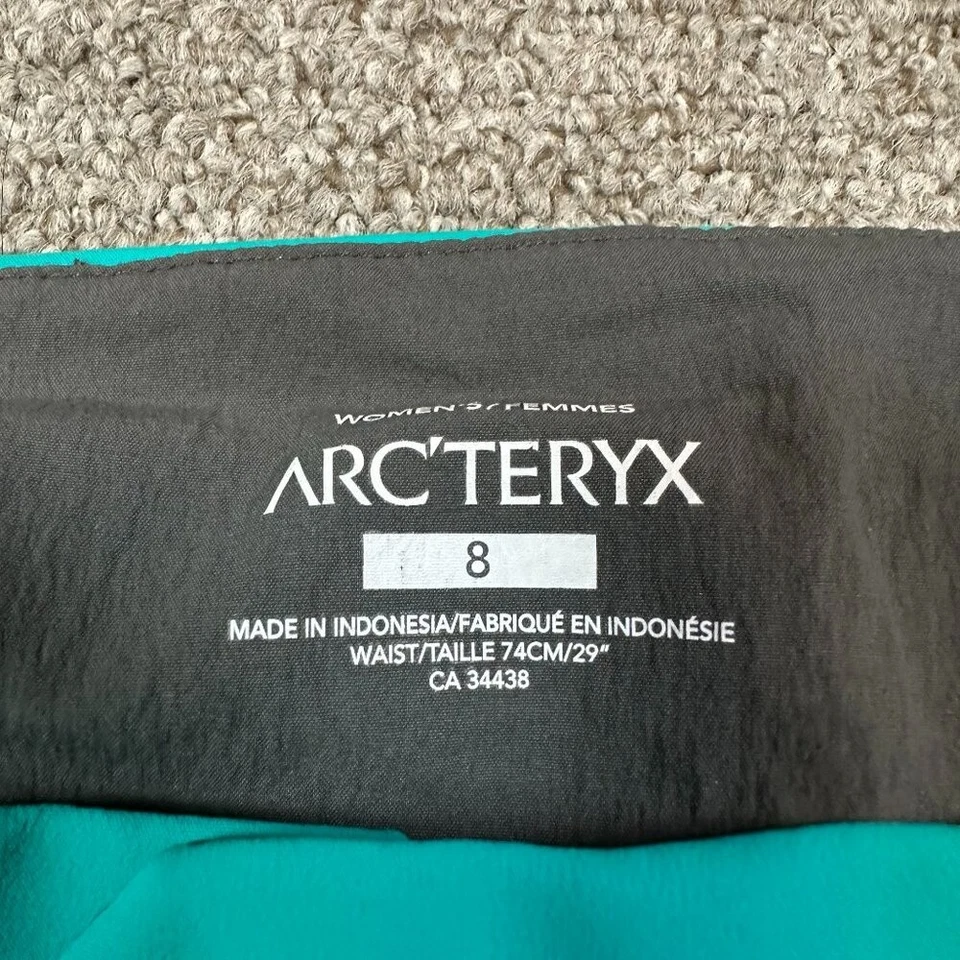 WOMEN'S/FEMMES
ARC'TERYX
8
MADE IN INDONESIA/FABRIQUÉ EN INDONÉSIE
WAIST/TAILLE 74CM/29"
CA 34438